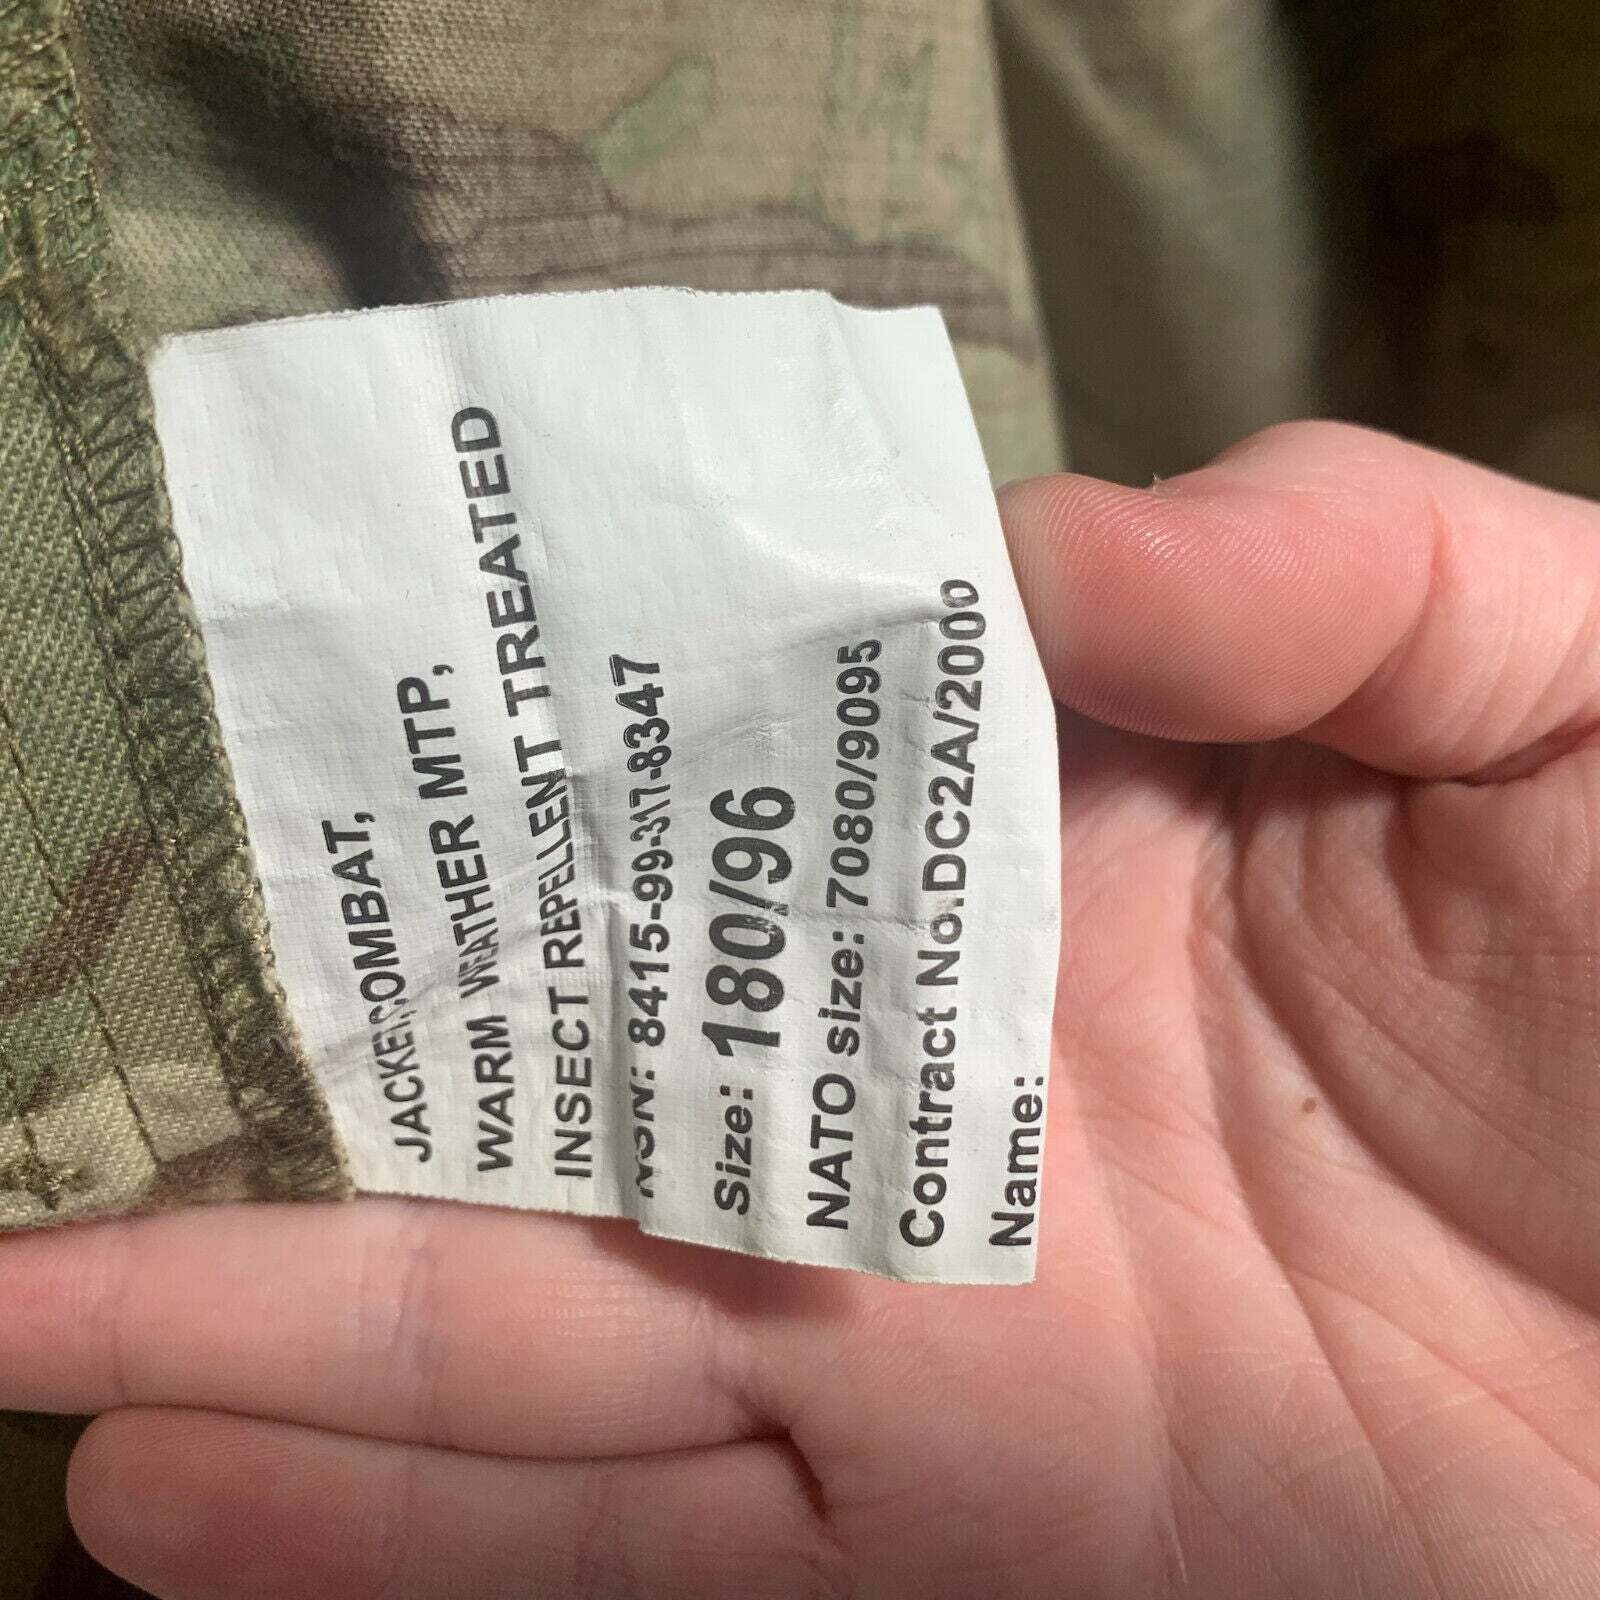 JACKET,COMBAT,
WARM WEATHER MTP,
INSECT REPELLENT TREATED
NSN: 8415-99-317-8347
Size: 180/96
NATO size: 7080/9095
Contract No.DC2A/2000
Name: